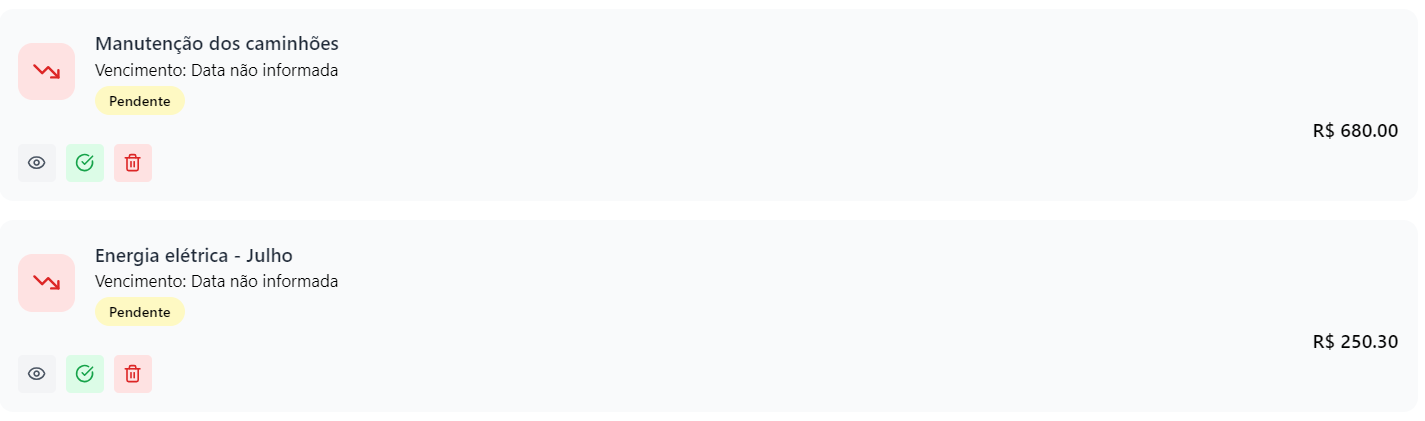 Manutenção dos caminhões
Vencimento: Data não informada
Pendente
R$ 680.00
Energia elétrica - Julho
Vencimento: Data não informada
Pendente
R$ 250.30